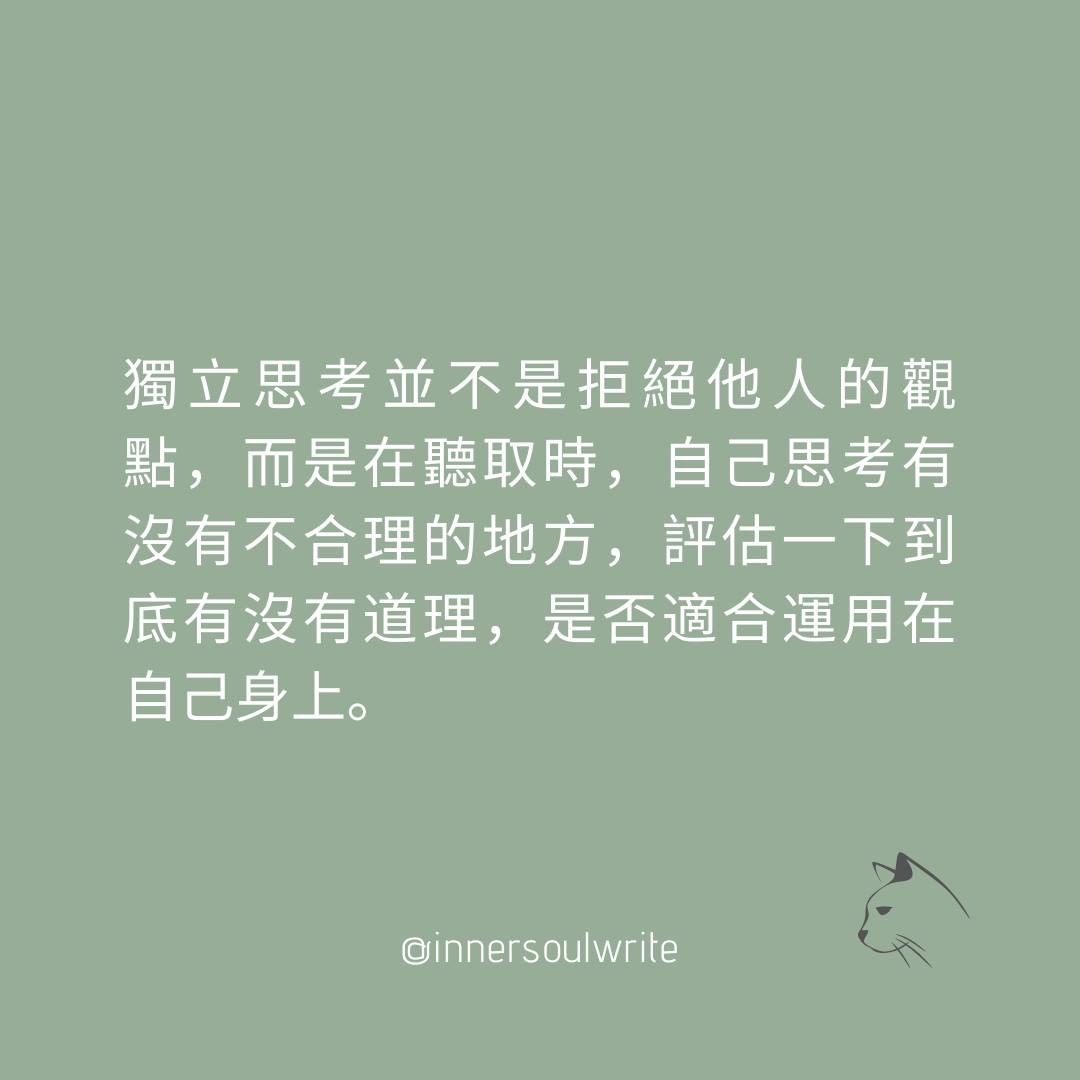 獨立思考並不是拒絕他人的觀
點，而是在聽取時，自己思考有
沒有不合理的地方，評估一下到
底有沒有道理，是否適合運用在
自己身上。
@innersoulwrite